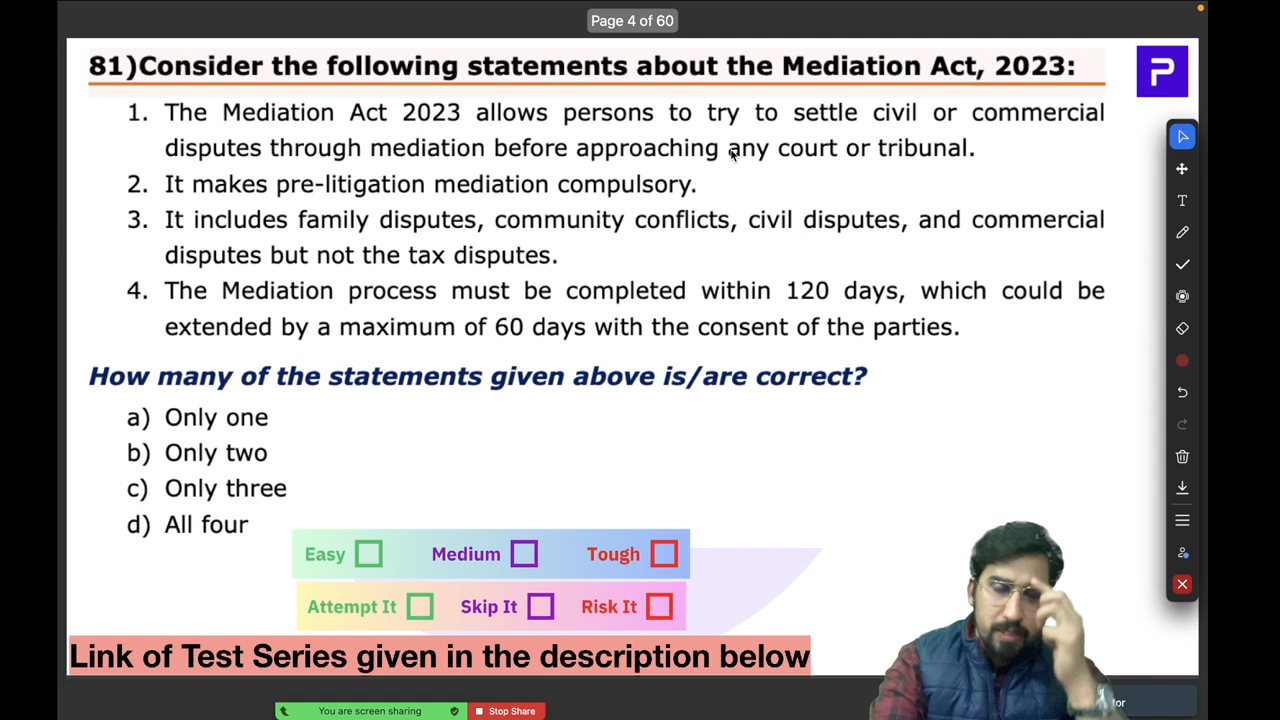 Page 4 of 60
81)Consider the following statements about the Mediation Act, 2023:
1. The Mediation Act 2023 allows persons to try to settle civil or commercial
disputes through mediation before approaching any court or tribunal.
2. It makes pre-litigation mediation compulsory.
3. It includes family disputes, community conflicts, civil disputes, and commercial
disputes but not the tax disputes.
4. The Mediation process must be completed within 120 days, which could be
extended by a maximum of 60 days with the consent of the parties.
How many of the statements given above is/are correct?
a) Only one
b) Only two
c) Only three
d) All four
Easy Medium Tough
Attempt It Skip It Risk It
Link of Test Series given in the description below
You are screen sharing Stop Share